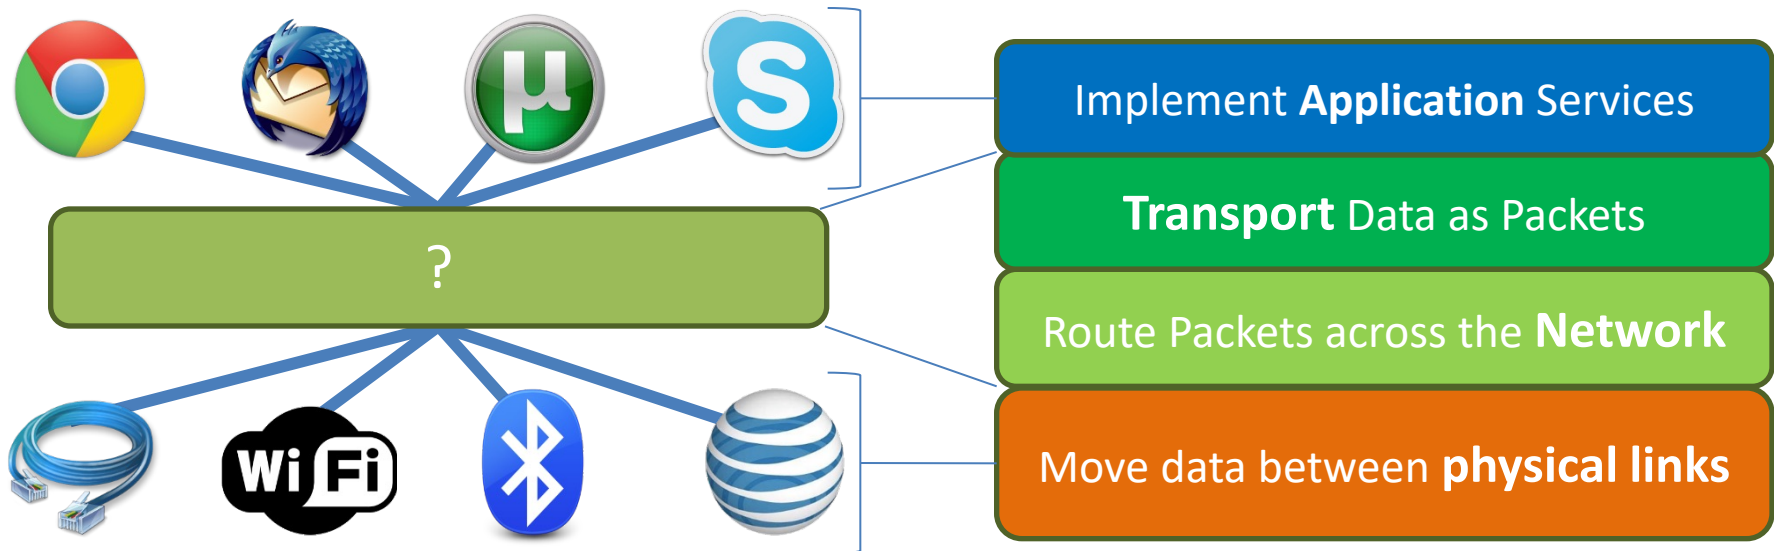 µ
S
Implement Application Services
Transport Data as Packets
?
Route Packets across the Network
Wi Fi
Move data between physical links